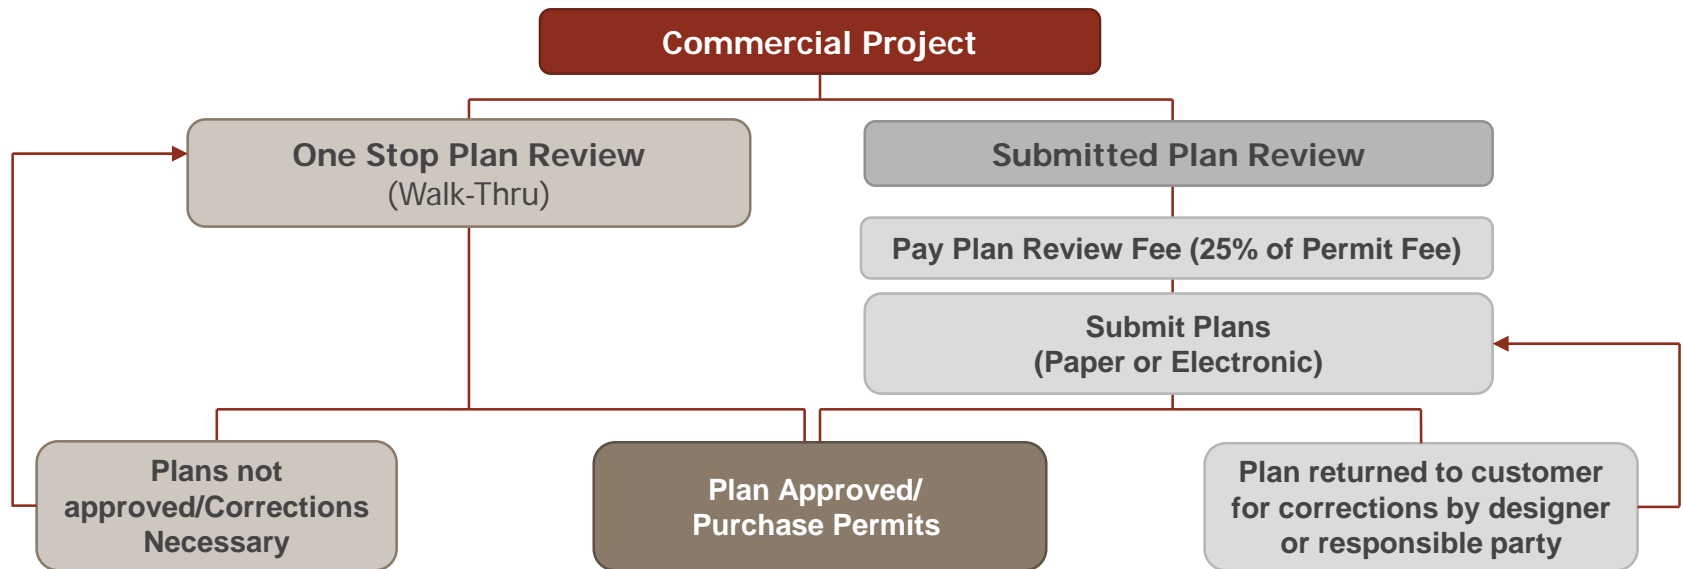 Commercial Project
One Stop Plan Review
(Walk-Thru)
Submitted Plan Review
Pay Plan Review Fee (25% of Permit Fee)
Submit Plans
(Paper or Electronic)
Plans not
approved/Corrections
Necessary
Plan Approved/
Purchase Permits
Plan returned to customer
for corrections by designer
or responsible party